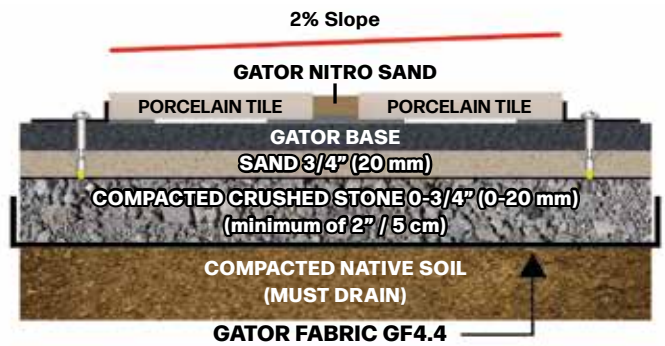 2% Slope
GATOR NITRO SAND
PORCELAIN TILE PORCELAIN TILE
GATOR BASE
SAND 3/4” (20 mm)
COMPACTED CRUSHED STONE 0-3/4” (0-20 mm)
(minimum of 2” / 5 cm)
COMPACTED NATIVE SOIL
(MUST DRAIN)
GATOR FABRIC GF4.4